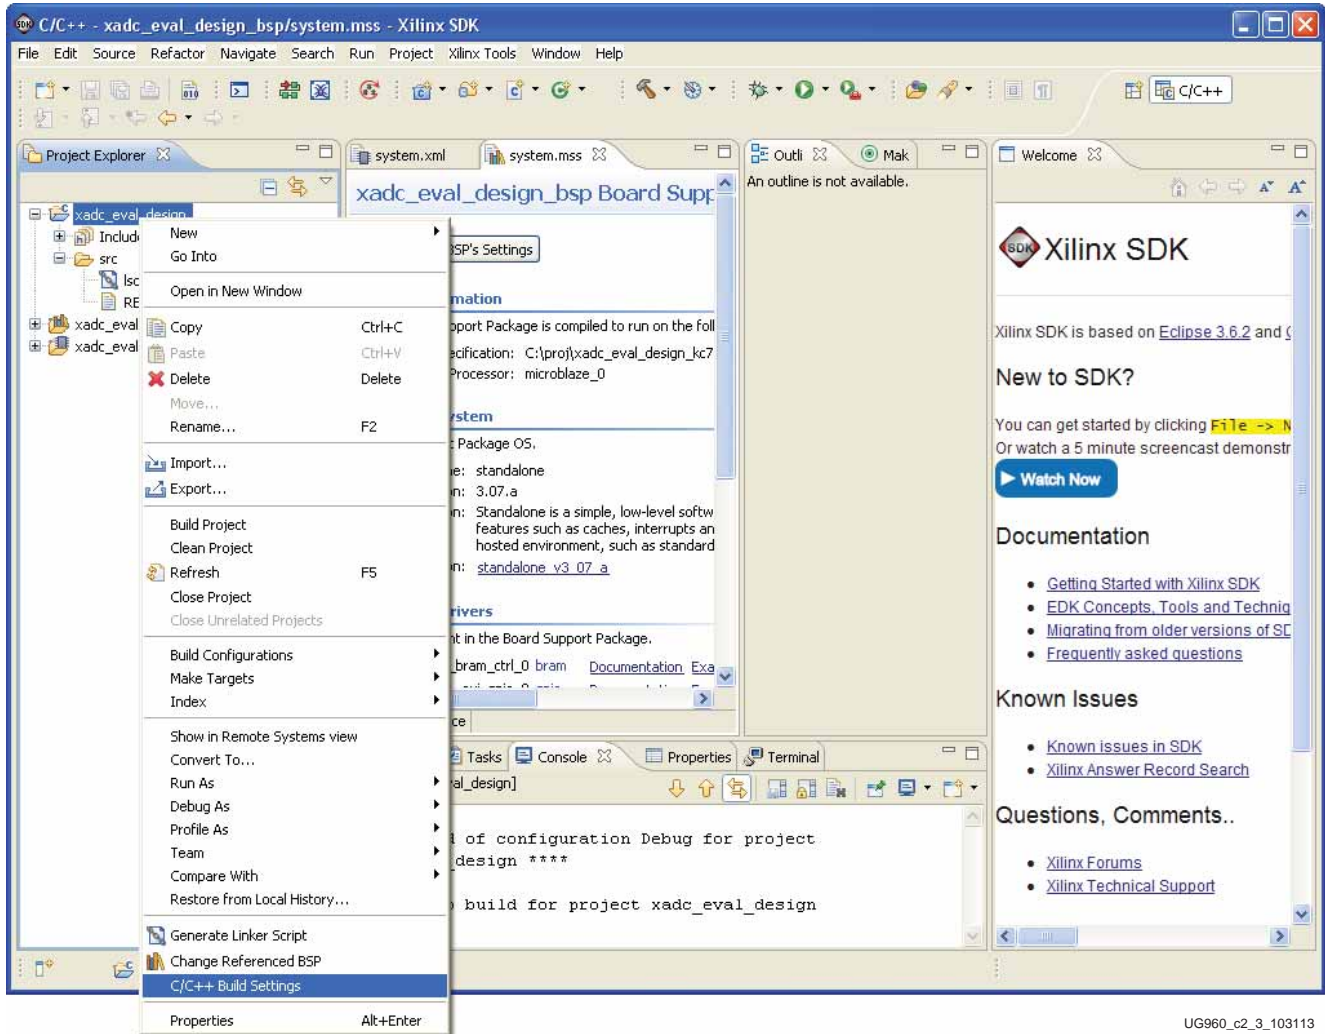 C/C++ - xadc_eval_design_bsp/system.mss - Xilinx SDK
File Edit Source Refactor Navigate Search Run Project Xilinx Tools Window Help
C/C++
Project Explorer
system.xml
system.mss
Outli
Mak
Welcome
xadc_eval_design
Includ
src
lsc
RE
xadc_eval
xadc_eval
New
Go Into
Open in New Window
Copy Ctrl+C
Paste Ctrl+V
Delete Delete
Move...
Rename... F2
Import...
Export...
Build Project
Clean Project
Refresh F5
Close Project
Close Unrelated Projects
Build Configurations
Make Targets
Index
Show in Remote Systems view
Convert To...
Run As
Debug As
Profile As
Team
Compare With
Restore from Local History...
Generate Linker Script
Change Referenced BSP
C/C++ Build Settings
Properties Alt+Enter
xadc_eval_design_bsp Board Supp
BSP's Settings
mation
pport Package is compiled to run on the foll
ecification: C:\proj\xadc_eval_design_kc7
Processor: microblaze_0
ystem
t Package OS.
e: standalone
n: 3.07.a
n: Standalone is a simple, low-level softw
features such as caches, interrupts an
hosted environment, such as standard
n: standalone_v3_07_a
rivers
nt in the Board Support Package.
_bram_ctrl_0 bram Documentation Exa
ce
An outline is not available.
Tasks
Console
Properties
Terminal
val_design]
d of configuration Debug for project
_design ****
build for project xadc_eval_design
SDK
Xilinx SDK
Xilinx SDK is based on Eclipse 3.6.2 and C
New to SDK?
You can get started by clicking File -> N
Or watch a 5 minute screencast demonstr
Watch Now
Documentation
Getting Started with Xilinx SDK
EDK Concepts, Tools and Techniq
Migrating from older versions of SD
Frequently asked questions
Known Issues
Known issues in SDK
Xilinx Answer Record Search
Questions, Comments..
Xilinx Forums
Xilinx Technical Support
UG960_c2_3_103113